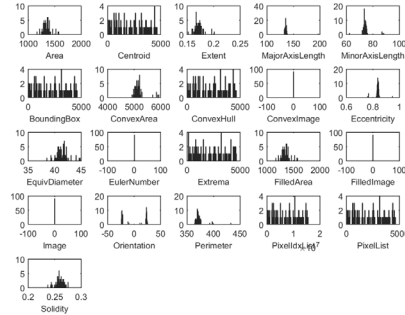 10 4 10 40 20
5 2 5 20 10
0 0 0 0 0
1000 1500 2000 0 5000 0.15 0.2 0.25 100 150 200 60 80 100
Area Centroid Extent MajorAxisLength MinorAxisLength
4 10 4 100 20
2 5 2 50 10
0 0 0 0 0
0 5000 4000 5000 6000 0 5000 -100 0 100 0.6 0.8 1
BoundingBox ConvexArea ConvexHull ConvexImage Eccentricity
10 100 4 10 100
5 50 2 5 50
0 0 0 0 0
35 40 45 -100 0 100 0 5000 1000 1500 2000 -100 0 100
EquivDiameter EulerNumber Extrema FilledArea FilledImage
100 20 20 4 4
50 10 10 2 2
0 0 0 0 0
-100 0 100 -50 0 50 350 400 450 0 1 2 0 5000
Image Orientation Perimeter PixelIdxList PixelList
10
5
0
0.2 0.25 0.3
Solidity